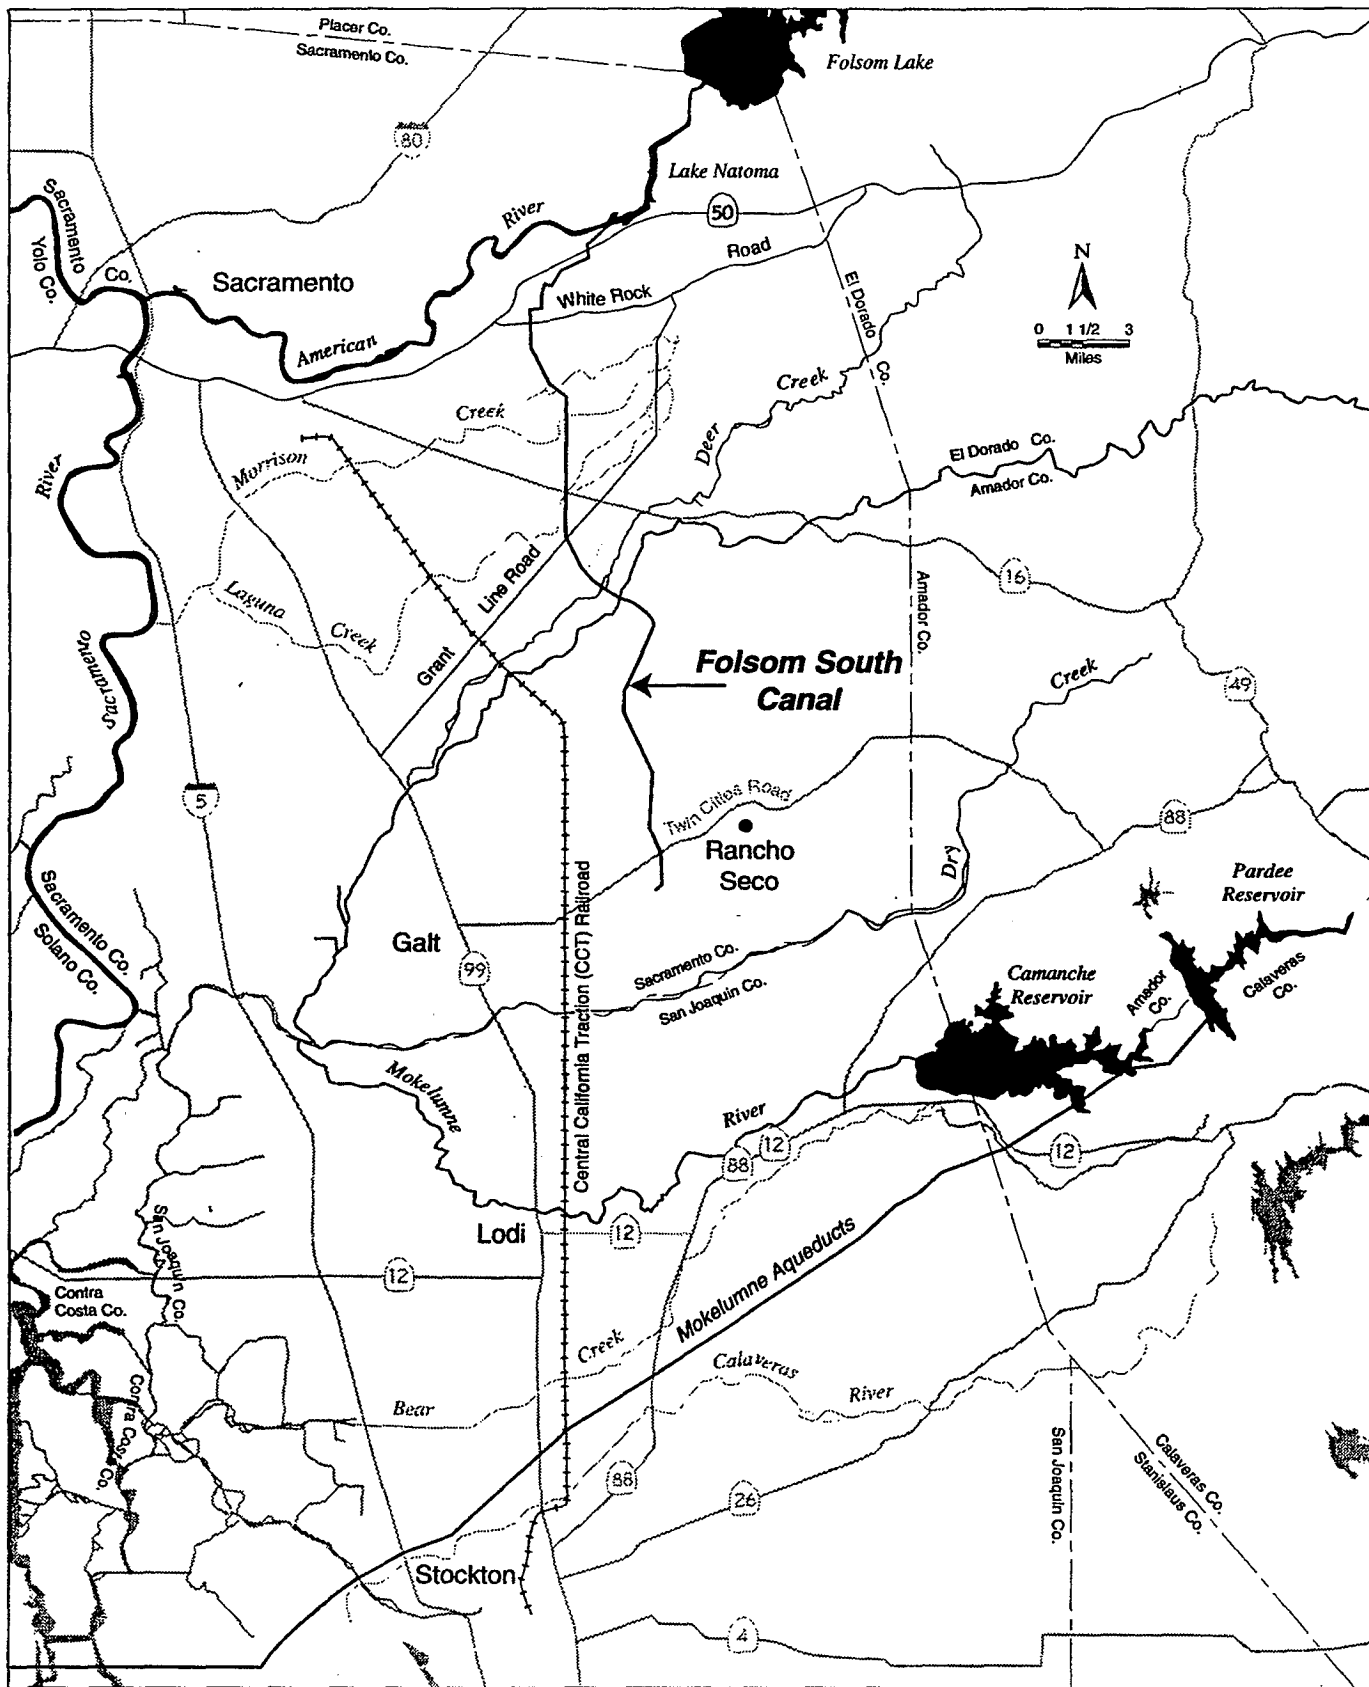 Placer Co.
Sacramento Co.
Folsom Lake
80
Lake Natoma
Sacramento
Yolo Co.
Co.
River
50
Road
Sacramento
White Rock
El Dorado
Co.
N
0 1 1/2 3
Miles
American
Creek
Creek
Deer
Morrison
River
El Dorado Co.
Amador Co.
Line Road
Grant
16
Amador Co.
Laguna
Creek
Sacramento
Folsom South
Canal
Creek
49
5
Twin Cities Road
Rancho
Seco
88
Dry
Pardee
Reservoir
Sacramento Co.
Solano Co.
Galt
99
Central California Traction (CCT) Railroad
Sacramento Co.
San Joaquin Co.
Camanche
Reservoir
Amador
Co.
Calaveras
Co.
Mokelumne
River
12
88
12
San Joaquin Co.
Lodi
12
12
Mokelumne Aqueducts
Contra
Costa Co.
Creek
Calaveras
River
Contra Costa Co.
Bear
88
26
San Joaquin Co.
Calaveras Co.
Stanislaus Co.
Stockton
4